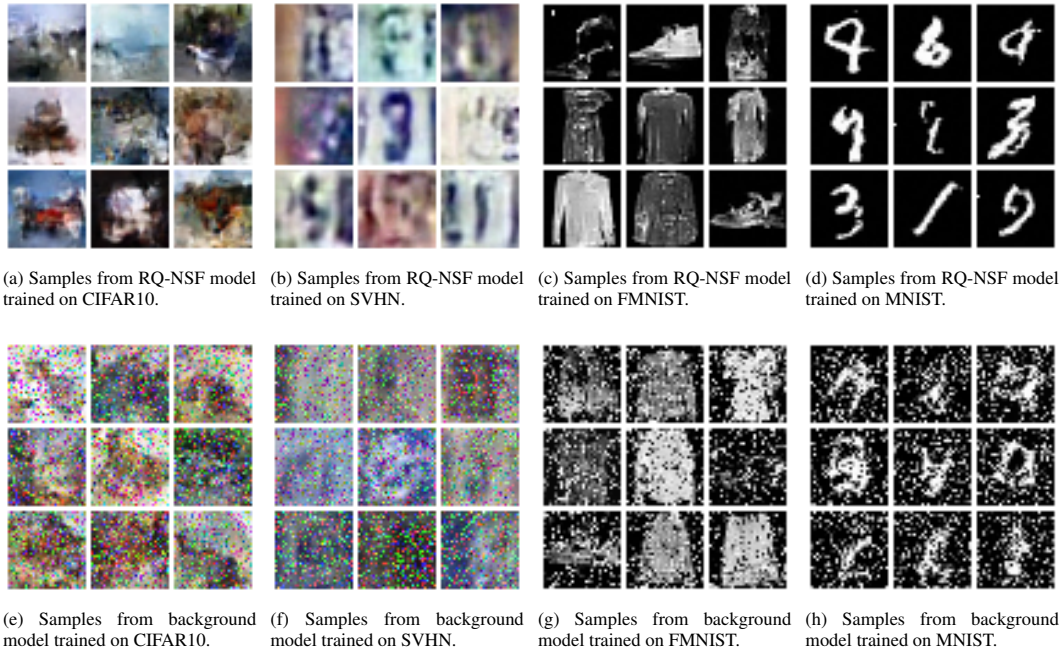 (a) Samples from RQ-NSF model
trained on CIFAR10.
(b) Samples from RQ-NSF model
trained on SVHN.
(c) Samples from RQ-NSF model
trained on FMNIST.
(d) Samples from RQ-NSF model
trained on MNIST.
(e) Samples from background
model trained on CIFAR10.
(f) Samples from background
model trained on SVHN.
(g) Samples from background
model trained on FMNIST.
(h) Samples from background
model trained on MNIST.